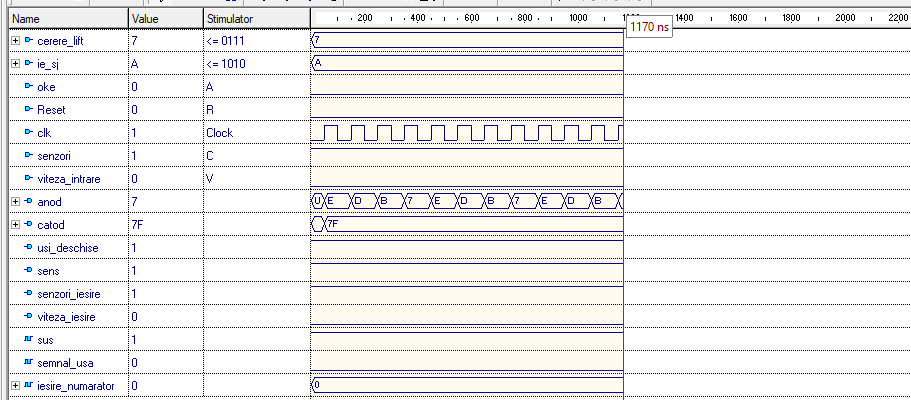 Name Value Stimulator 200 400 600 800 1000 1400 1600 1800 2000 2200
1170 ns
cerere_lift 7 <= 0111 7
ie_sj A <= 1010 A
oke 0 A
Reset 0 R
clk 1 Clock
senzori 1 C
viteza_intrare 0 V
anod 7 U E D B 7 E D B 7 E D B
catod 7F 7F
usi_deschise 1
sens 1
senzori_iesire 1
viteza_iesire 0
sus 1
semnal_usa 0
iesire_numarator 0 0